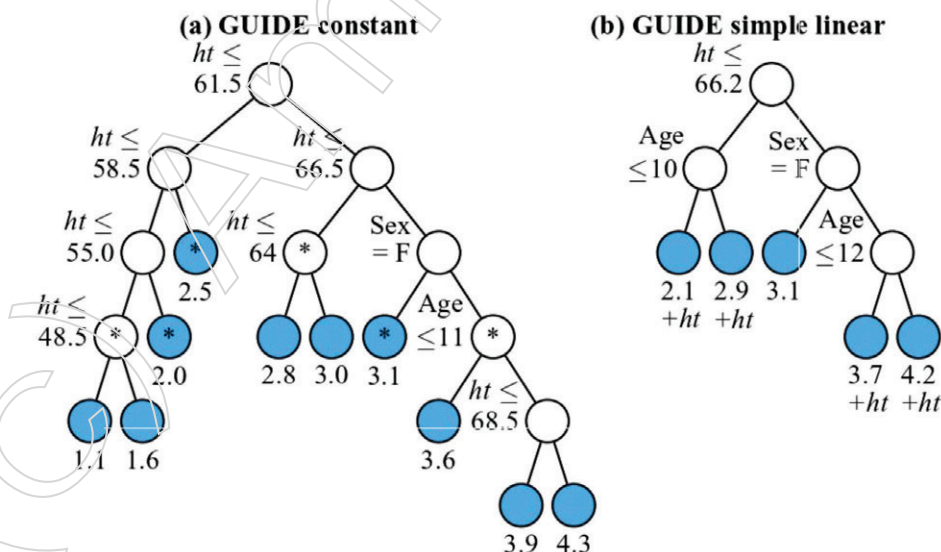 (a) GUIDE constant
(b) GUIDE simple linear
ht ≤
61.5
ht ≤
58.5
ht ≤
66.5
ht ≤
55.0
*
2.5
ht ≤
64
*
Sex
= F
ht ≤
48.5
*
*
2.0
2.8
3.0
*
3.1
Age
≤11
*
1.1
1.6
3.6
ht ≤
68.5
3.9
4.3
ht ≤
66.2
Age
≤10
Sex
= F
2.1
+ht
2.9
+ht
3.1
Age
≤12
3.7
+ht
4.2
+ht